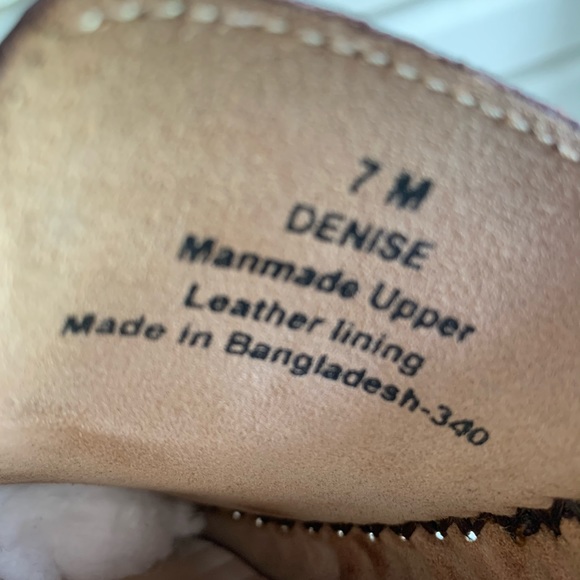 7 M
DENISE
Manmade Upper
Leather lining
Made in Bangladesh-340